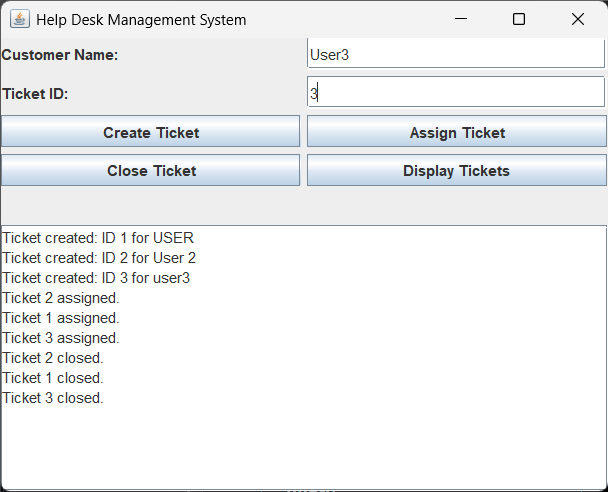 Help Desk Management System
Customer Name: User3
Ticket ID: 3
Create Ticket Assign Ticket
Close Ticket Display Tickets
Ticket created: ID 1 for USER
Ticket created: ID 2 for User 2
Ticket created: ID 3 for user3
Ticket 2 assigned.
Ticket 1 assigned.
Ticket 3 assigned.
Ticket 2 closed.
Ticket 1 closed.
Ticket 3 closed.